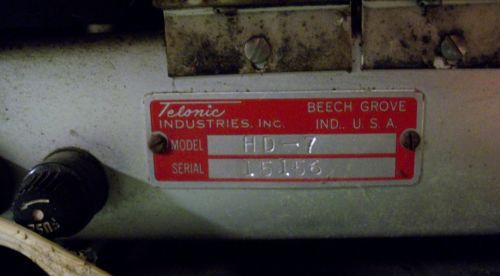 Telonic
INDUSTRIES, INC.
BEECH GROVE
IND., U. S. A.
MODEL HD-7
SERIAL 15156